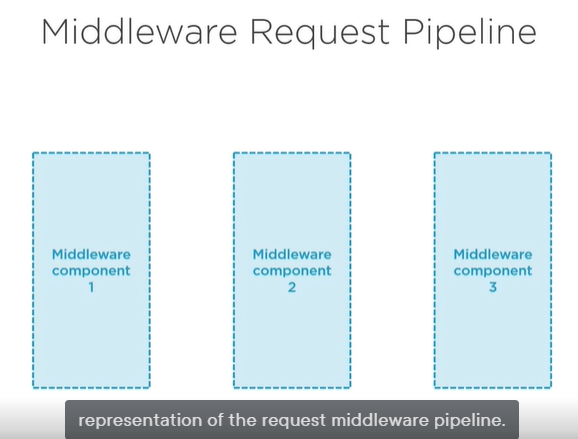 Middleware Request Pipeline
Middleware
component
1
Middleware
component
2
Middleware
component
3
representation of the request middleware pipeline.